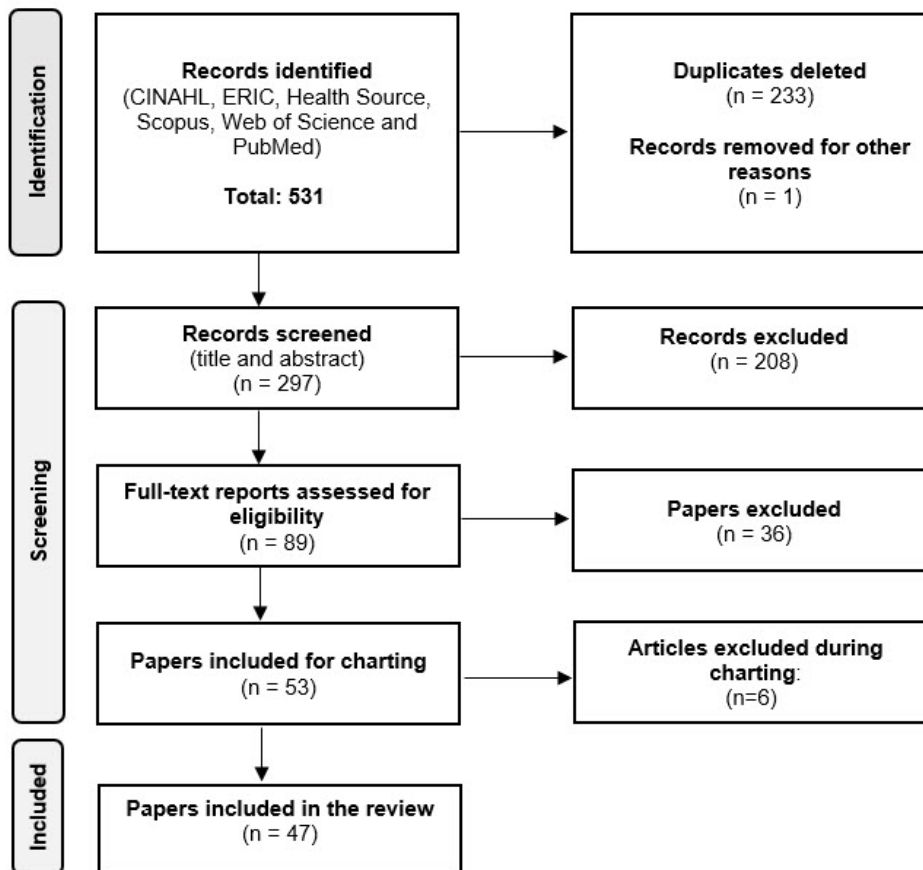 Identification
Records identified
(CINAHL, ERIC, Health Source,
Scopus, Web of Science and
PubMed)
Total: 531
Duplicates deleted
(n = 233)
Records removed for other
reasons
(n = 1)
Screening
Records screened
(title and abstract)
(n = 297)
Records excluded
(n = 208)
Full-text reports assessed for
eligibility
(n = 89)
Papers excluded
(n = 36)
Papers included for charting
(n = 53)
Articles excluded during
charting:
(n=6)
Included
Papers included in the review
(n = 47)